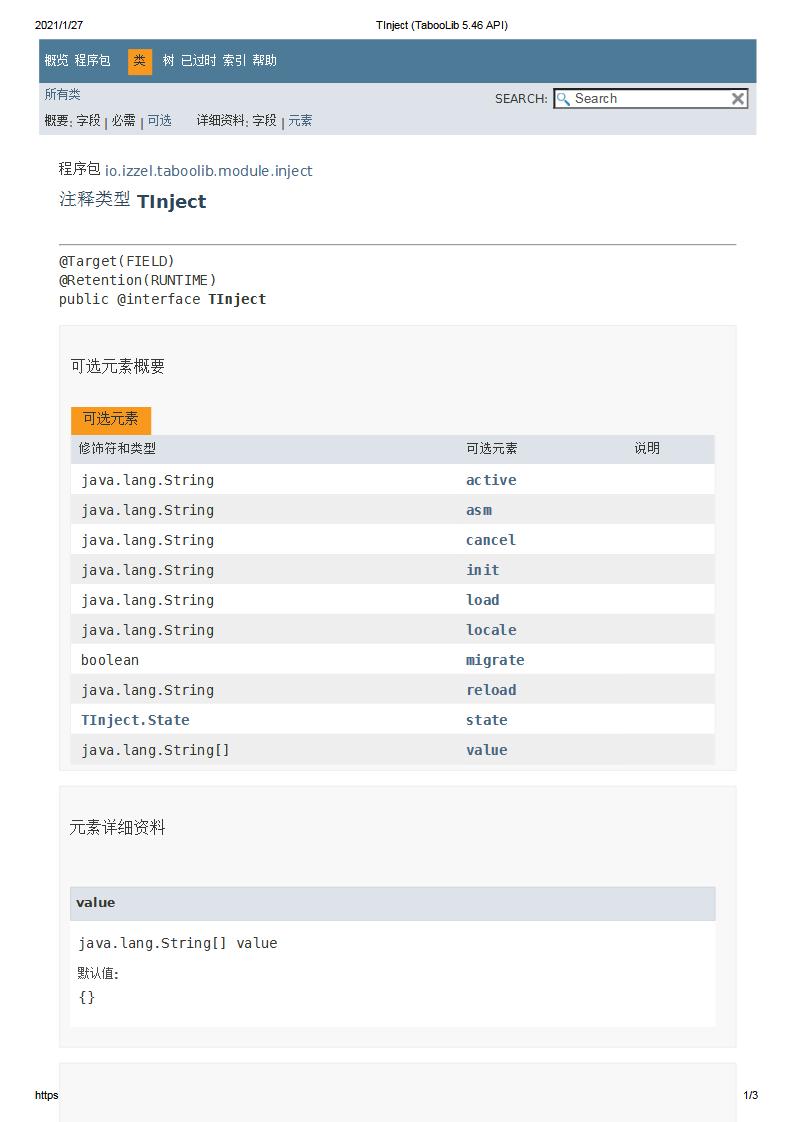 2021/1/27 TInject (TabooLib 5.46 API)
概览 程序包 类 树 已过时 索引 帮助
所有类
SEARCH: Search
概要: 字段 | 必需 | 可选 详细资料: 字段 | 元素
程序包 io.izzel.taboolib.module.inject
注释类型 TInject
@Target(FIELD)
@Retention(RUNTIME)
public @interface TInject
可选元素概要
可选元素
修饰符和类型 可选元素 说明
java.lang.String active
java.lang.String asm
java.lang.String cancel
java.lang.String init
java.lang.String load
java.lang.String locale
boolean migrate
java.lang.String reload
TInject.State state
java.lang.String[] value
元素详细资料
value
java.lang.String[] value
默认值:
{}
https 1/3